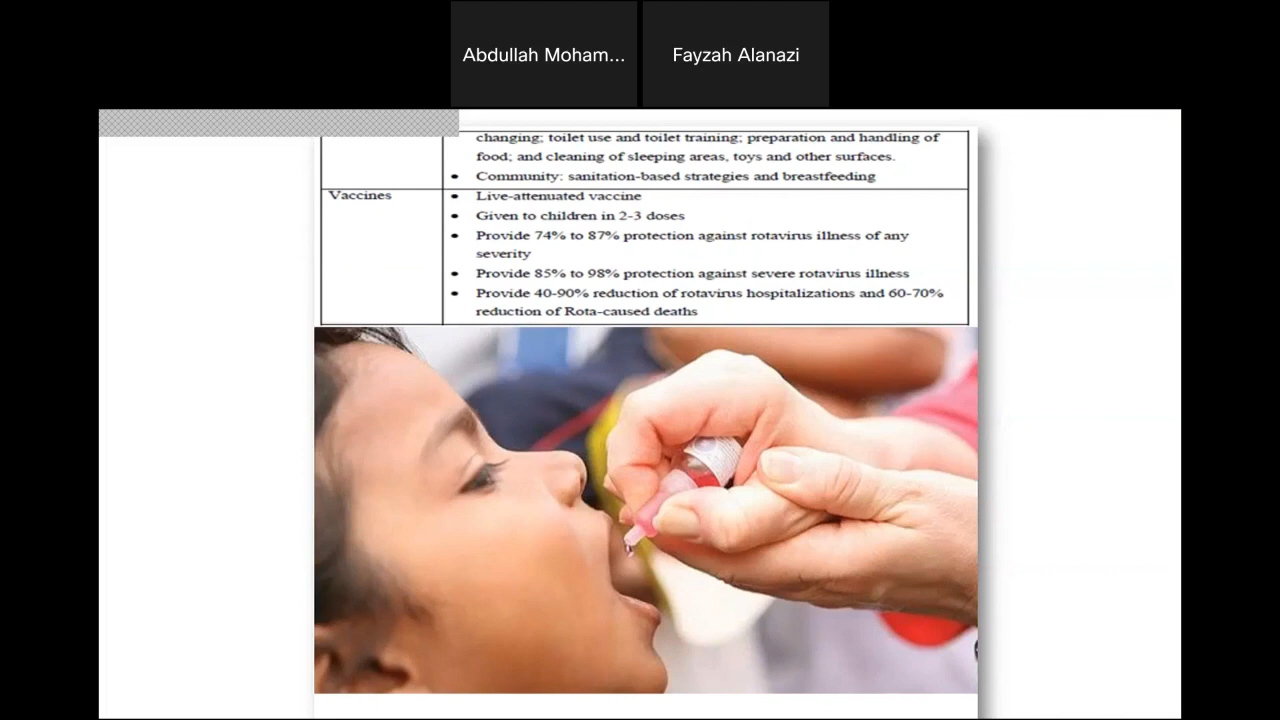 Abdullah Moham...
Fayzah Alanazi
changing; toilet use and toilet training; preparation and handling of
food; and cleaning of sleeping areas, toys and other surfaces.
• Community: sanitation-based strategies and breastfeeding
Vaccines
• Live-attenuated vaccine
• Given to children in 2-3 doses
• Provide 74% to 87% protection against rotavirus illness of any
severity
• Provide 85% to 98% protection against severe rotavirus illness
• Provide 40-90% reduction of rotavirus hospitalizations and 60-70%
reduction of Rota-caused deaths